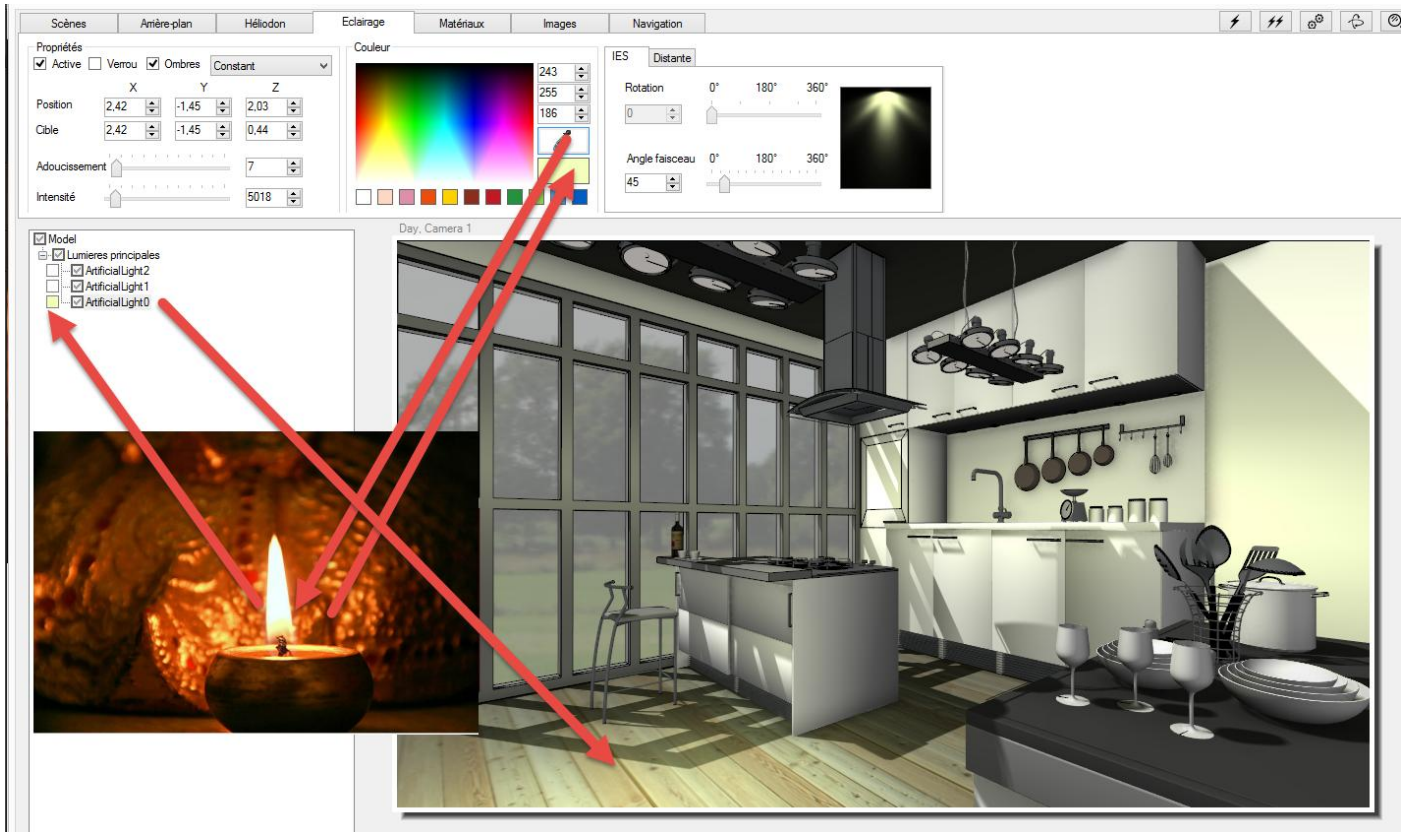 Scènes Arrière-plan Héliodon Eclairage Matériaux Images Navigation
Propriétés
Active Verrou Ombres Constant
X Y Z
Position 2,42 -1,45 2,03
Cible 2,42 -1,45 0,44
Adoucissement 7
Intensité 5018
Couleur
243
255
186
IES Distante
Rotation 0° 180° 360°
0
Angle faisceau 0° 180° 360°
45
Model
Lumieres principales
ArtificialLight2
ArtificialLight1
ArtificialLight0
Day, Camera 1